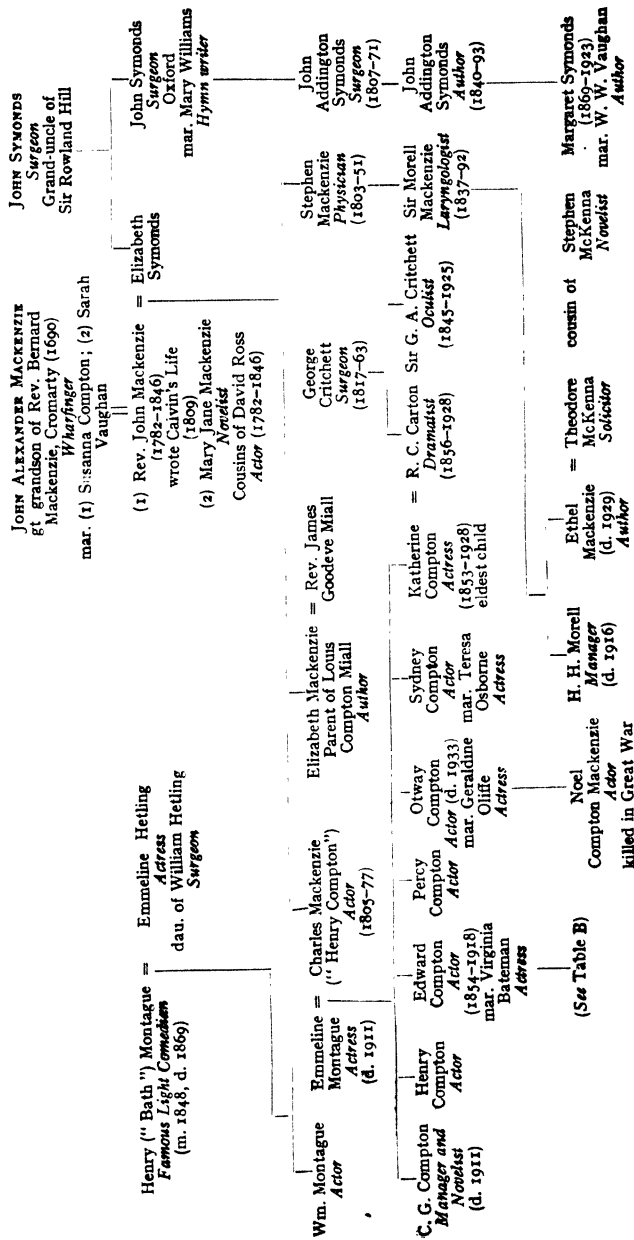 JOHN ALEXANDER MACKENZIE
gt grandson of Rev. Bernard
Mackenzie, Cromarty (1690)
Wharfinger
mar. (1) Susanna Compton; (2) Sarah
Vaughan
JOHN SYMONDS
Surgeon
Grand-uncle of
Sir Rowland Hill
Henry ("Bath") Montague =
Famous Light Comedian
(m. 1848, d. 1869)
Emmeline Hetling
Actress
dau. of William Hetling
Surgeon
(1) Rev. John Mackenzie =
(1782–1846)
wrote Calvin's Life
(1809)
(2) Mary Jane Mackenzie
Novelist
Cousins of David Ross
Actor (1782–1846)
Elizabeth
Symonds
John Symonds
Surgeon
Oxford
mar. Mary Williams
Hymn writer
Wm. Montague
Actor
Emmeline =
Montague
Actress
(d. 1911)
Charles Mackenzie
("Henry Compton")
Actor
(1805–77)
Elizabeth Mackenzie =
Parent of Louis
Compton Miall
Author
Rev. James
Goodeve Miall
George
Critchett
Surgeon
(1817–63)
Stephen
Mackenzie
Physician
(1803–51)
John
Addington
Symonds
Surgeon
(1807–71)
C. G. Compton
Manager and
Novelist
(d. 1911)
Henry
Compton
Actor
Edward
Compton
Actor
(1854–1918)
mar. Virginia
Bateman
Actress
Percy
Compton
Actor
Otway
Compton
Actor (d. 1933)
mar. Geraldine
Oliffe
Actress
Sydney
Compton
Actor
mar. Teresa
Osborne
Actress
Katherine =
Compton
Actress
(1853–1928)
eldest child
R. C. Carton
Dramatist
(1856–1928)
Sir G. A. Critchett
Oculist
(1845–1925)
Sir Morell
Mackenzie
Laryngologist
(1837–92)
John
Addington
Symonds
Author
(1840–93)
(See Table B)
Noel
Compton Mackenzie
Actor
killed in Great War
H. H. Morell
Manager
(d. 1916)
Ethel =
Mackenzie
(d. 1929)
Author
Theodore
McKenna
Solicitor
cousin of
Stephen
McKenna
Novelist
Margaret Symonds
(1869–1923)
mar. W. W. Vaughan
Author